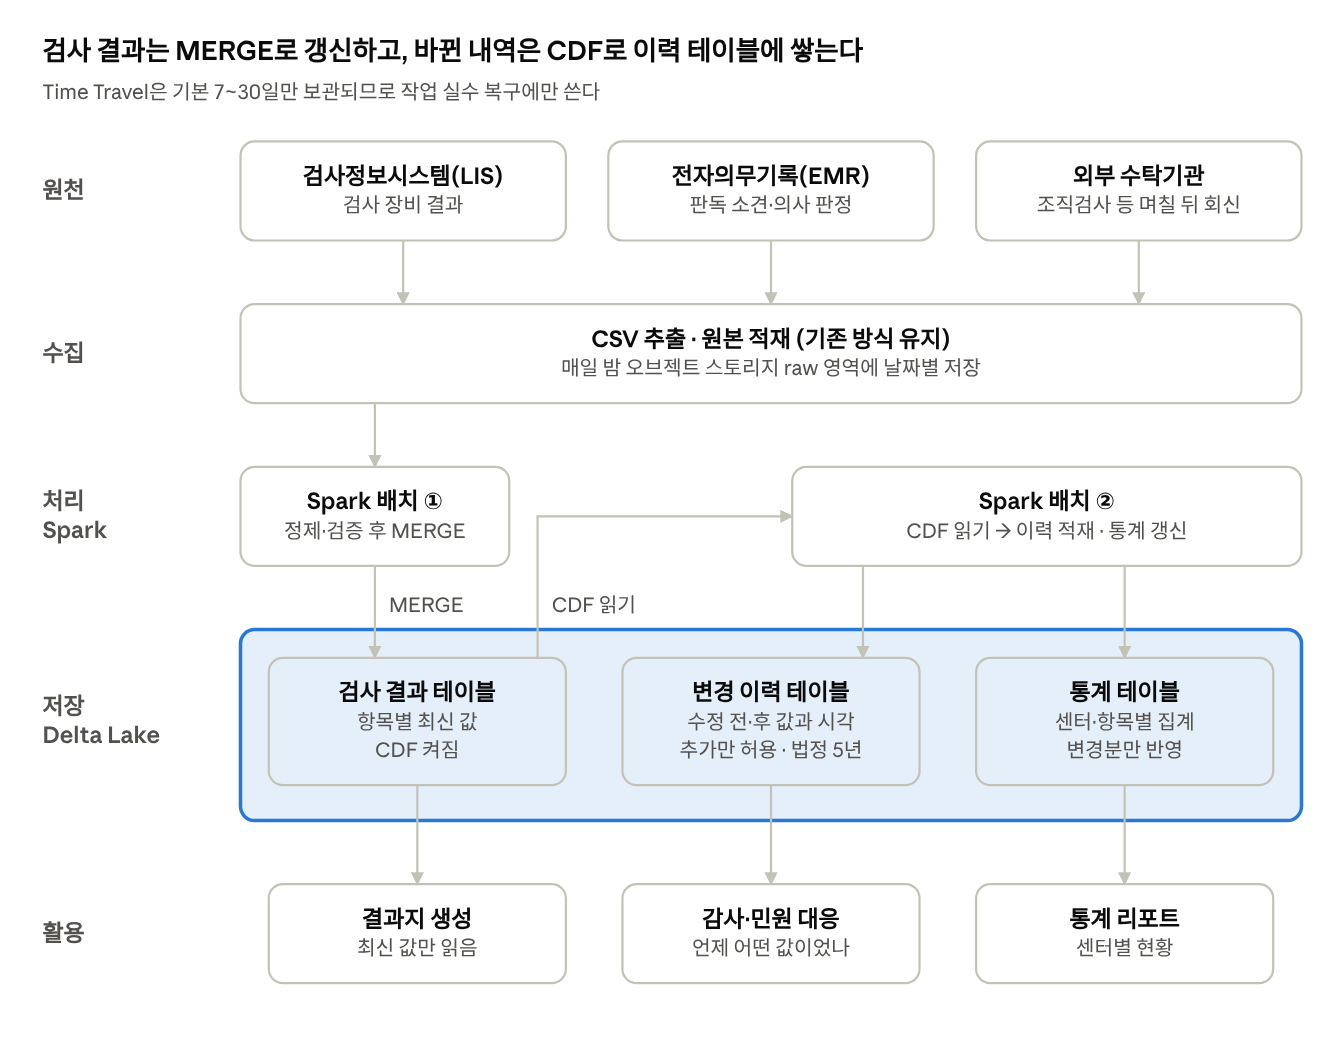 검사 결과는 MERGE로 갱신하고, 바뀐 내역은 CDF로 이력 테이블에 쌓는다
Time Travel은 기본 7~30일만 보관되므로 작업 실수 복구에만 쓴다
원천
검사정보시스템(LIS)
검사 장비 결과
전자의무기록(EMR)
판독 소견·의사 판정
외부 수탁기관
조직검사 등 며칠 뒤 회신
수집
CSV 추출 · 원본 적재 (기존 방식 유지)
매일 밤 오브젝트 스토리지 raw 영역에 날짜별 저장
처리
Spark
Spark 배치 ①
정제·검증 후 MERGE
Spark 배치 ②
CDF 읽기 → 이력 적재 · 통계 갱신
MERGE
CDF 읽기
저장
Delta Lake
검사 결과 테이블
항목별 최신 값
CDF 켜짐
변경 이력 테이블
수정 전·후 값과 시각
추가만 허용 · 법정 5년
통계 테이블
센터·항목별 집계
변경분만 반영
활용
결과지 생성
최신 값만 읽음
감사·민원 대응
언제 어떤 값이었나
통계 리포트
센터별 현황